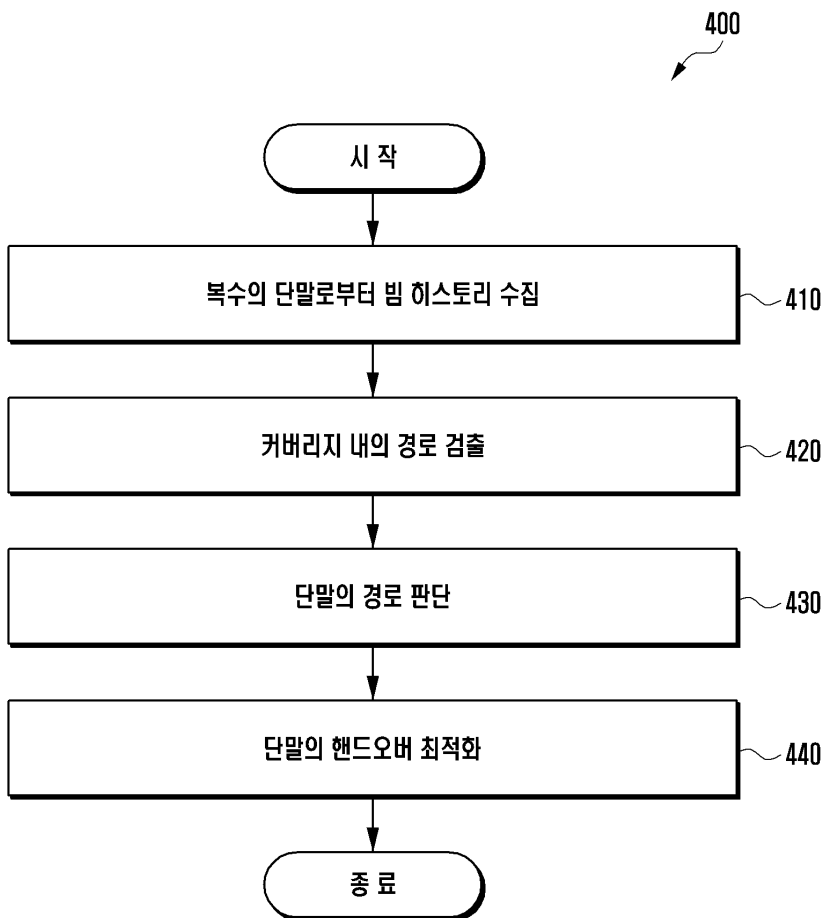 400
시 작
복수의 단말로부터 빔 히스토리 수집
410
커버리지 내의 경로 검출
420
단말의 경로 판단
430
단말의 핸드오버 최적화
440
종 료